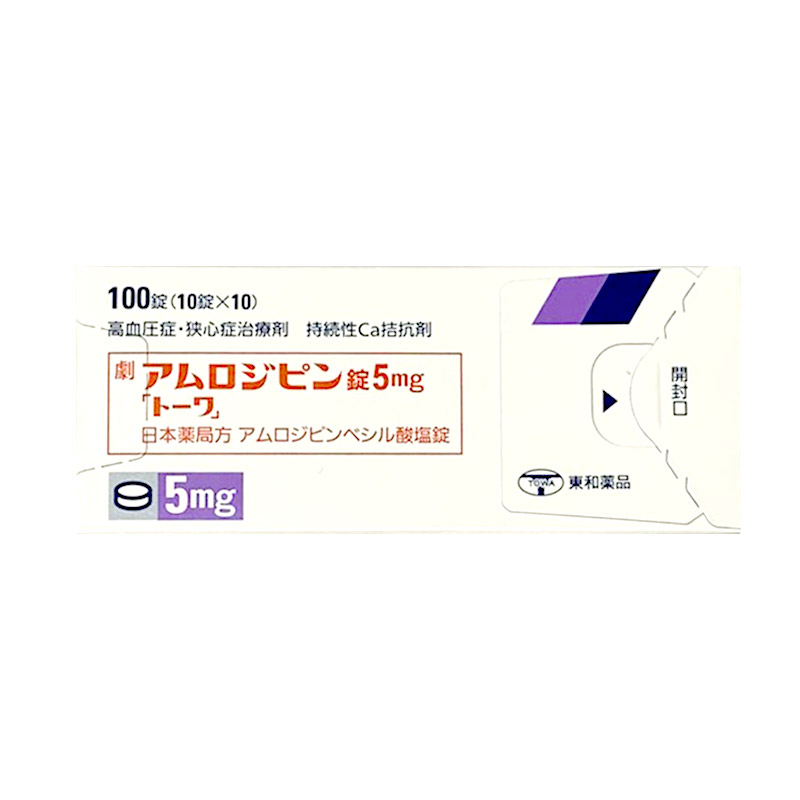 100錠(10錠×10)
高血圧症・狭心症治療剤 持続性Ca拮抗剤
劇 アムロジピン錠5mg
「トーワ」
日本薬局方 アムロジピンベシル酸塩錠
5mg
開封口
TOWA 東和薬品